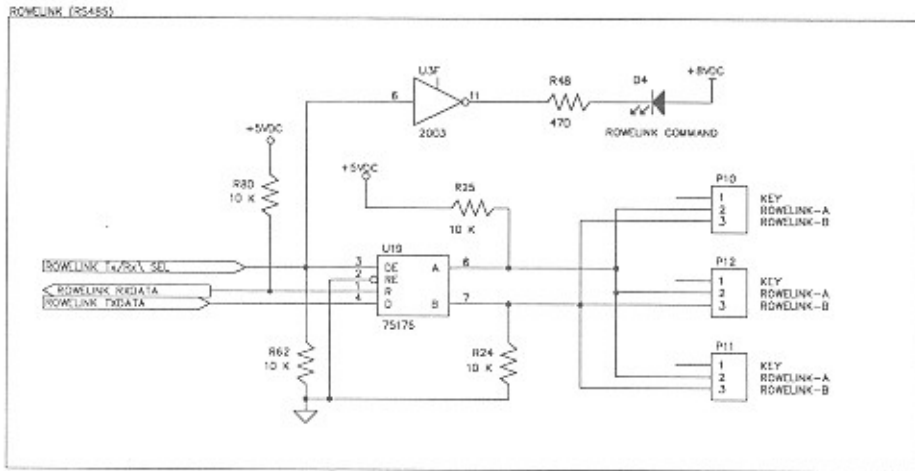 ROWELINK (RS485)
U3F
6
11
2003
R48
470
D4
+8VDC
ROWELINK COMMAND
+5VDC
R80
10 K
+5VDC
R25
10 K
P10
1 KEY
2 ROWELINK-A
3 ROWELINK-B
U19
ROWELINK Tx/Rx\ SEL
3 DE A 6
2 RE
ROWELINK RXDATA
1 R
ROWELINK TXDATA
4 D B 7
75175
P12
1 KEY
2 ROWELINK-A
3 ROWELINK-B
R62
10 K
R24
10 K
P11
1 KEY
2 ROWELINK-A
3 ROWELINK-B